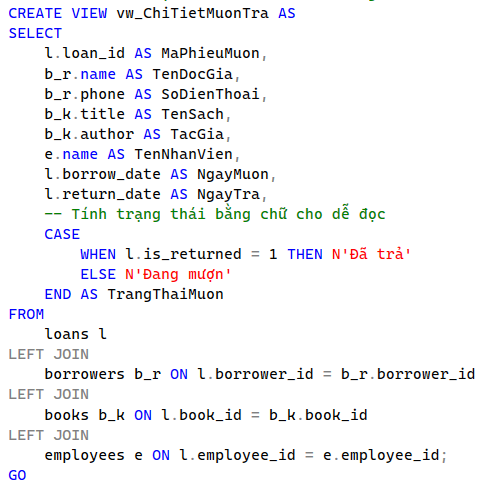 CREATE VIEW vw_ChiTietMuonTra AS
SELECT
    l.loan_id AS MaPhieuMuon,
    b_r.name AS TenDocGia,
    b_r.phone AS SoDienThoai,
    b_k.title AS TenSach,
    b_k.author AS TacGia,
    e.name AS TenNhanVien,
    l.borrow_date AS NgayMuon,
    l.return_date AS NgayTra,
    -- Tính trạng thái bằng chữ cho dễ đọc
    CASE
        WHEN l.is_returned = 1 THEN N'Đã trả'
        ELSE N'Đang mượn'
    END AS TrangThaiMuon
FROM
    loans l
LEFT JOIN
    borrowers b_r ON l.borrower_id = b_r.borrower_id
LEFT JOIN
    books b_k ON l.book_id = b_k.book_id
LEFT JOIN
    employees e ON l.employee_id = e.employee_id;
GO